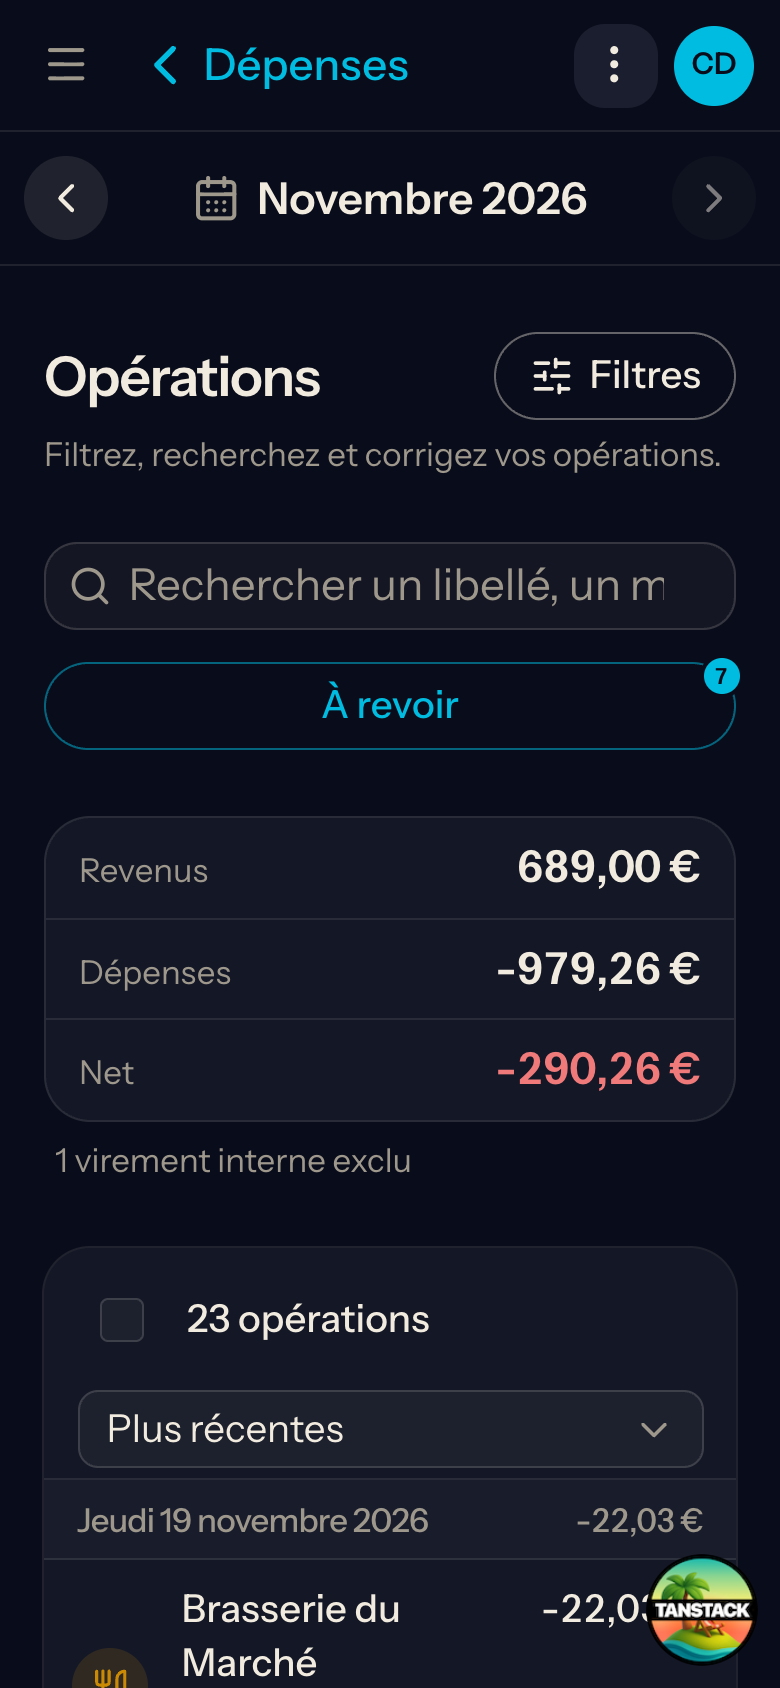 Dépenses
CD
Novembre 2026
Opérations
Filtres
Filtrez, recherchez et corrigez vos opérations.
Rechercher un libellé, un m
À revoir
7
Revenus 689,00 €
Dépenses -979,26 €
Net -290,26 €
1 virement interne exclu
23 opérations
Plus récentes
Jeudi 19 novembre 2026 -22,03 €
Brasserie du -22,03
Marché
TANSTACK